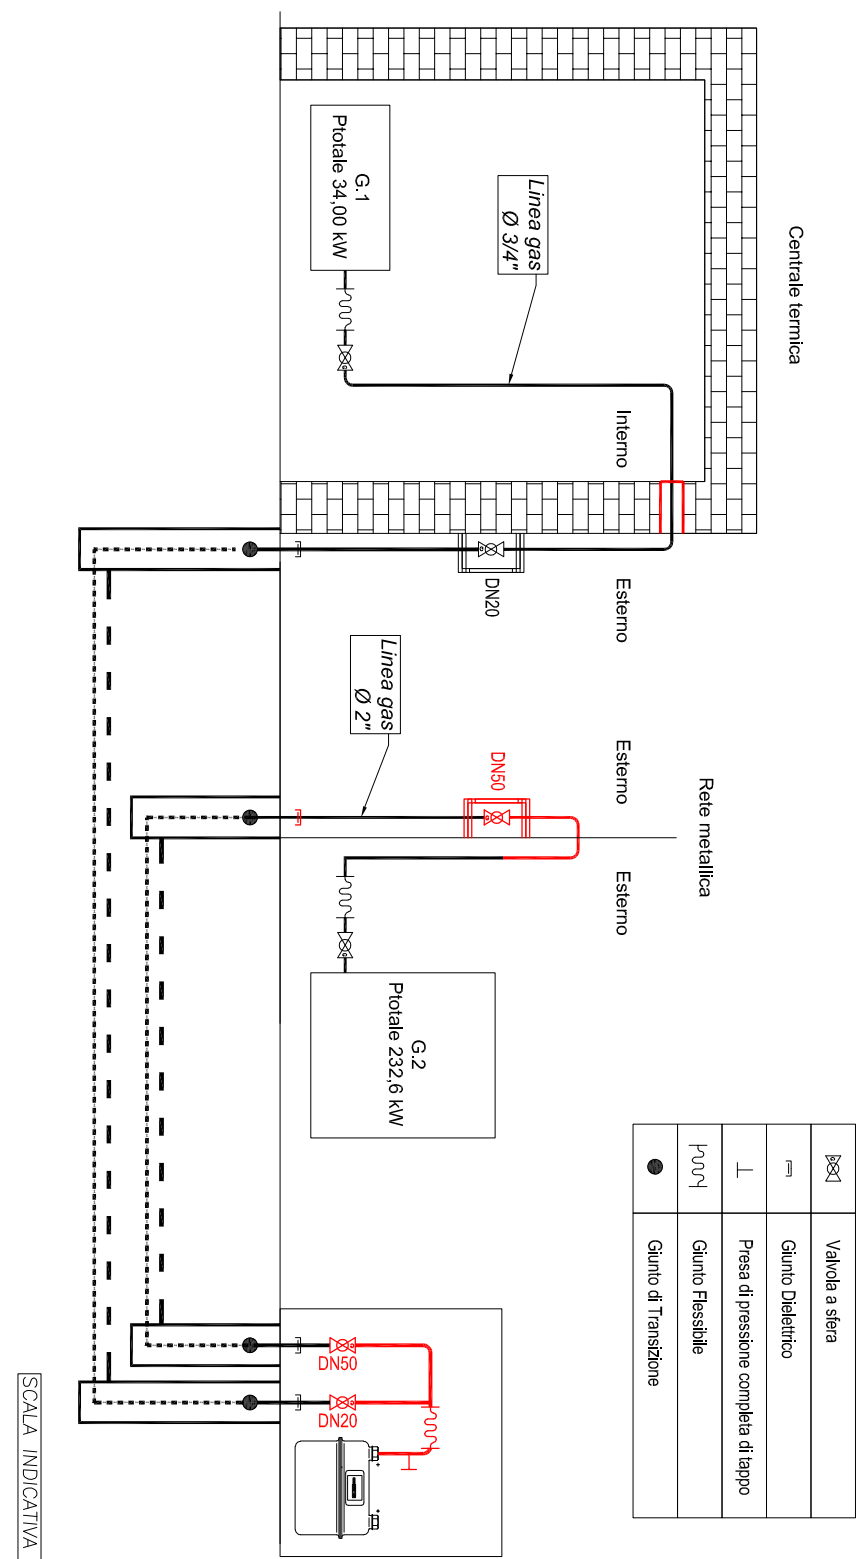 Centrale termica
G.1
Ptotale 34,00 kW
Linea gas
Ø 3/4"
Interno
Esterno
DN20
Linea gas
Ø 2"
Esterno
DN50
Rete metallica
Esterno
G.2
Ptotale 232,6 kW
Valvola a sfera
Giunto Dielettrico
Presa di pressione completa di tappo
Giunto Flessibile
Giunto di Transizione
DN50
DN20
SCALA INDICATIVA